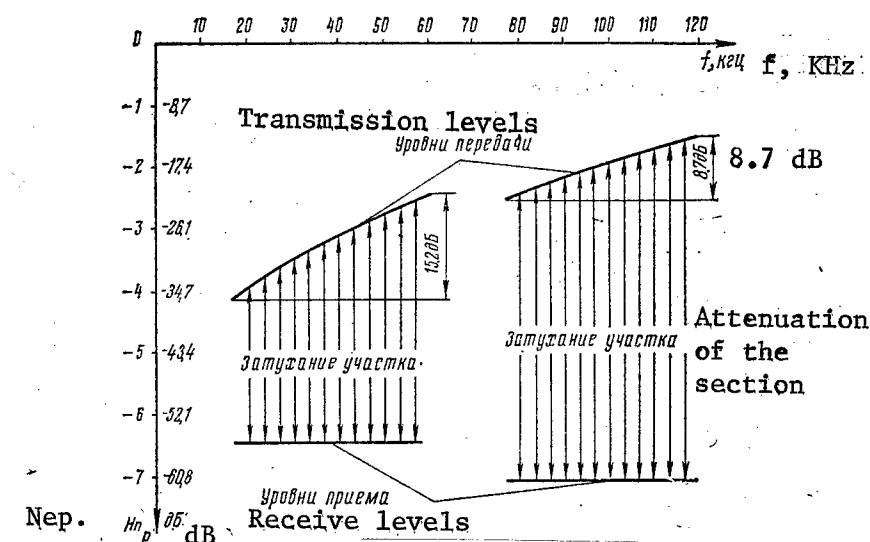 0 10 20 30 40 50 60 80 90 100 110 120
f,кгц f, KHz
-1 -8,7
Transmission levels
Уровни передачи
-2 -17,4
8,7дБ 8.7 dB
-3 -26,1
15,2дБ
-4 -34,7
Attenuation
Затухание участка
of the
-5 -43,4
Затухание участка
section
-6 -52,1
-7 -60,8
Уровни приема
Nep. Нп р дб. dB Receive levels